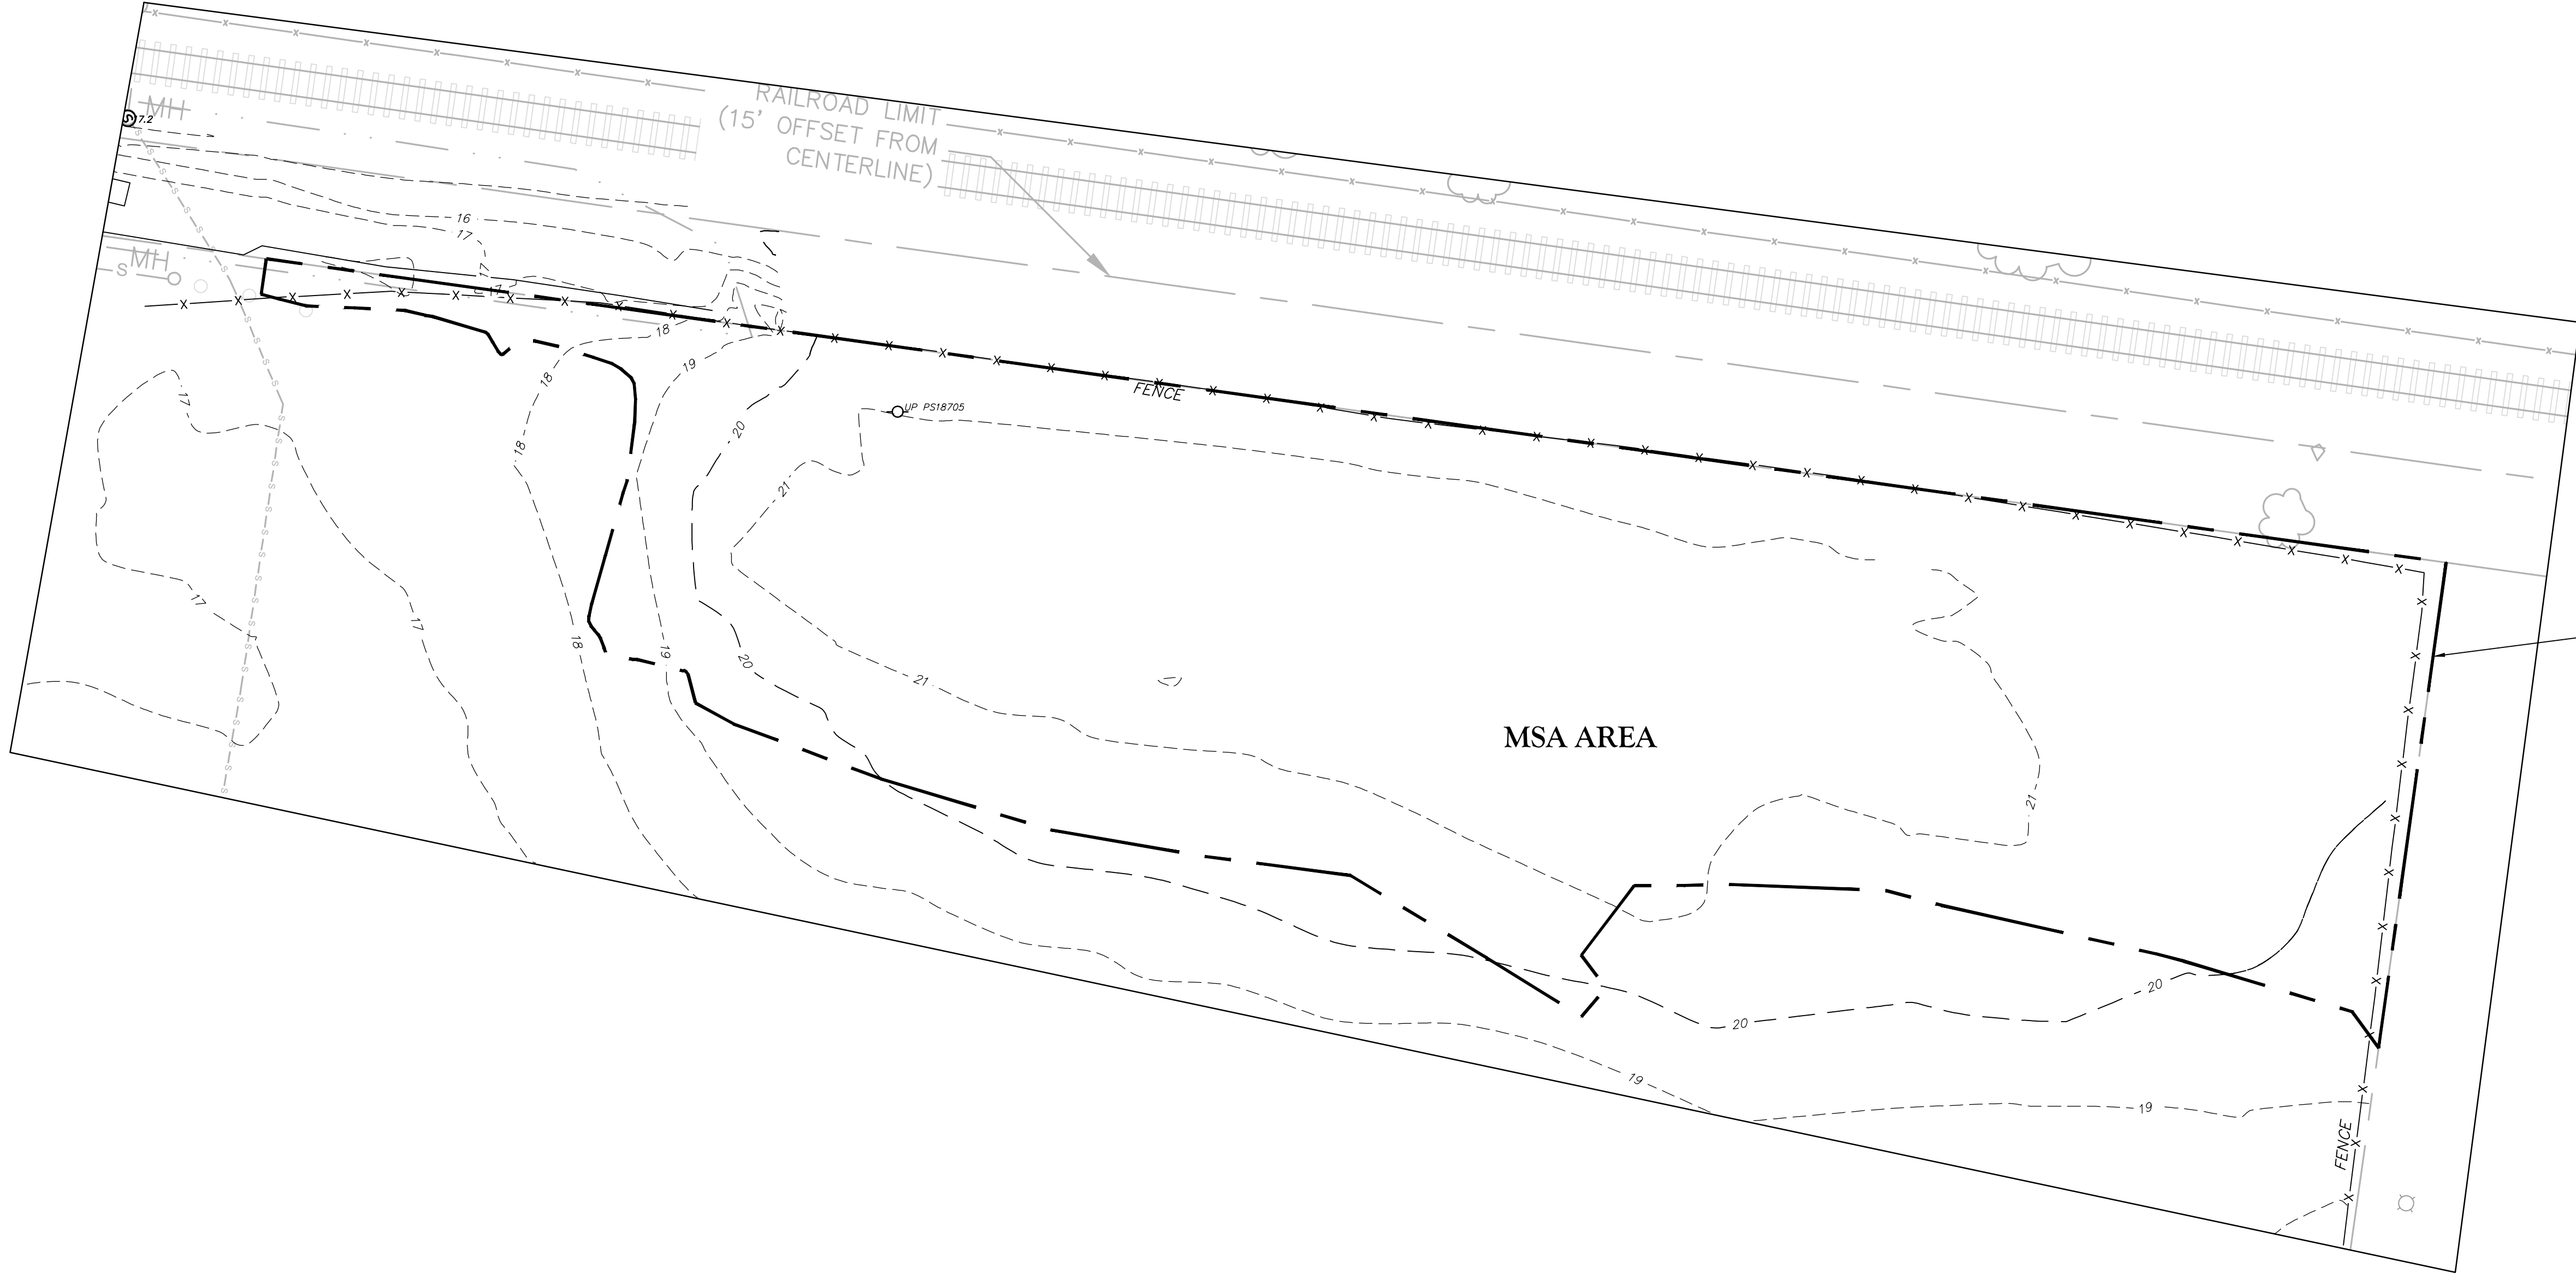 RAILROAD LIMIT
(15' OFFSET FROM
CENTERLINE)
MH
7.2
16
17
MH
S
17
17
18
19
FENCE
18
UP PS18705
17
20
18
21
17
17
18
19
20
21
MSA AREA
21
20
20
19
19
FENCE